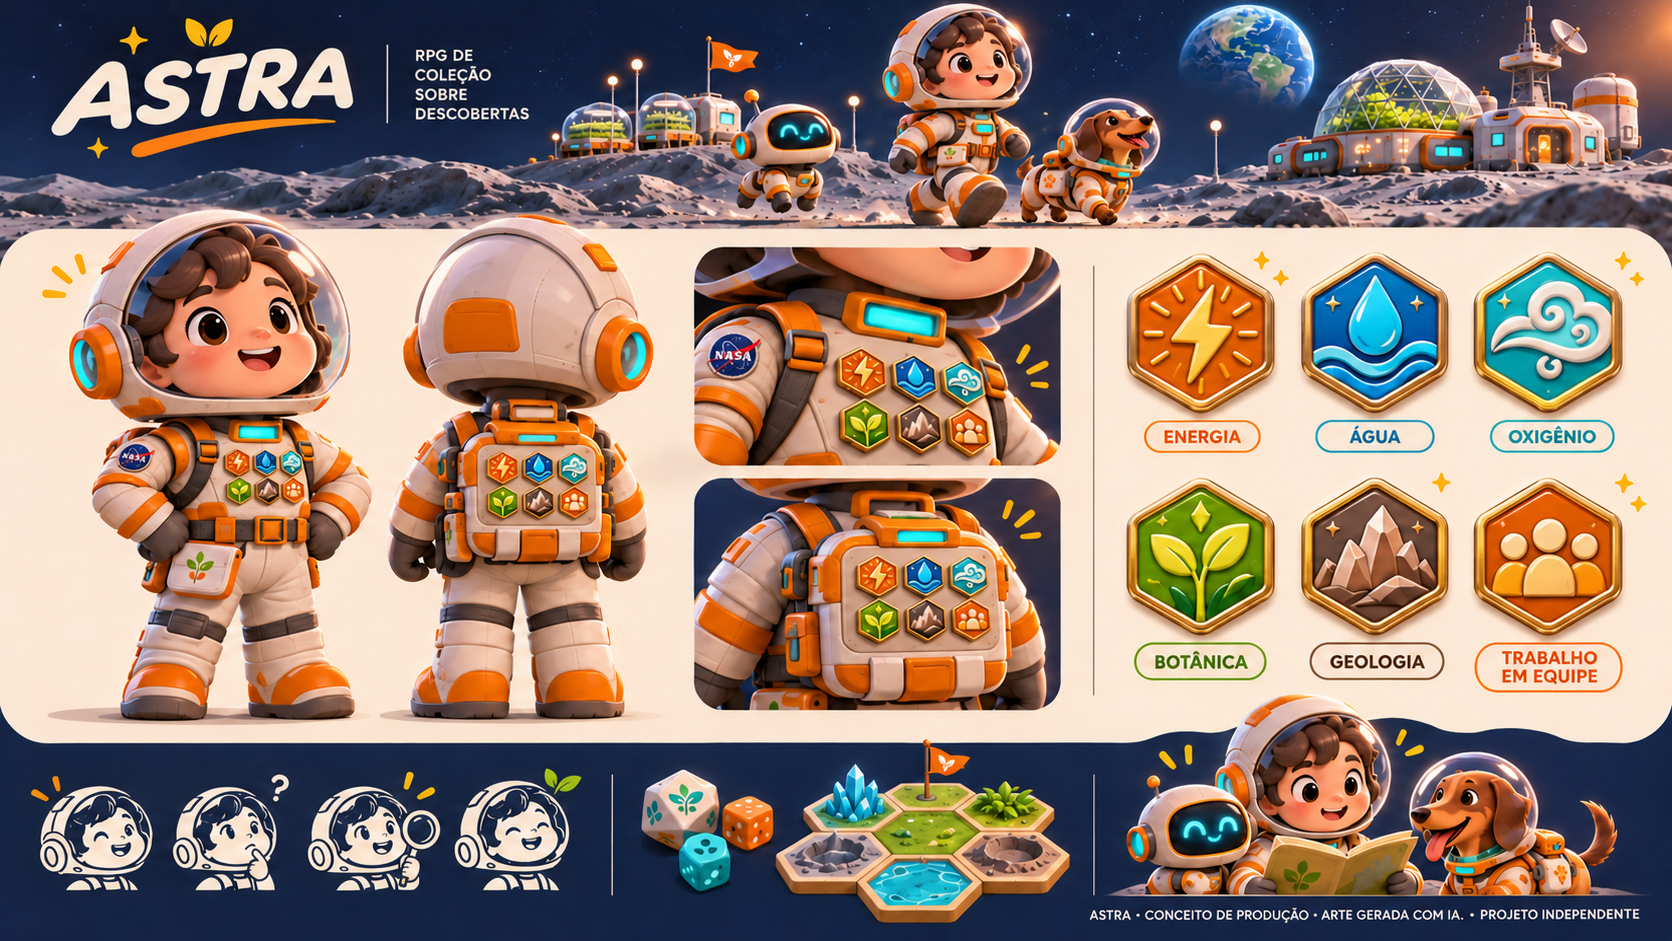 ASTRA
RPG DE
COLEÇÃO
SOBRE
DESCOBERTAS
NASA
NASA
ENERGIA
ÁGUA
OXIGÊNIO
BOTÂNICA
GEOLOGIA
TRABALHO
EM EQUIPE
?
ASTRA • CONCEITO DE PRODUÇÃO • ARTE GERADA COM IA. • PROJETO INDEPENDENTE